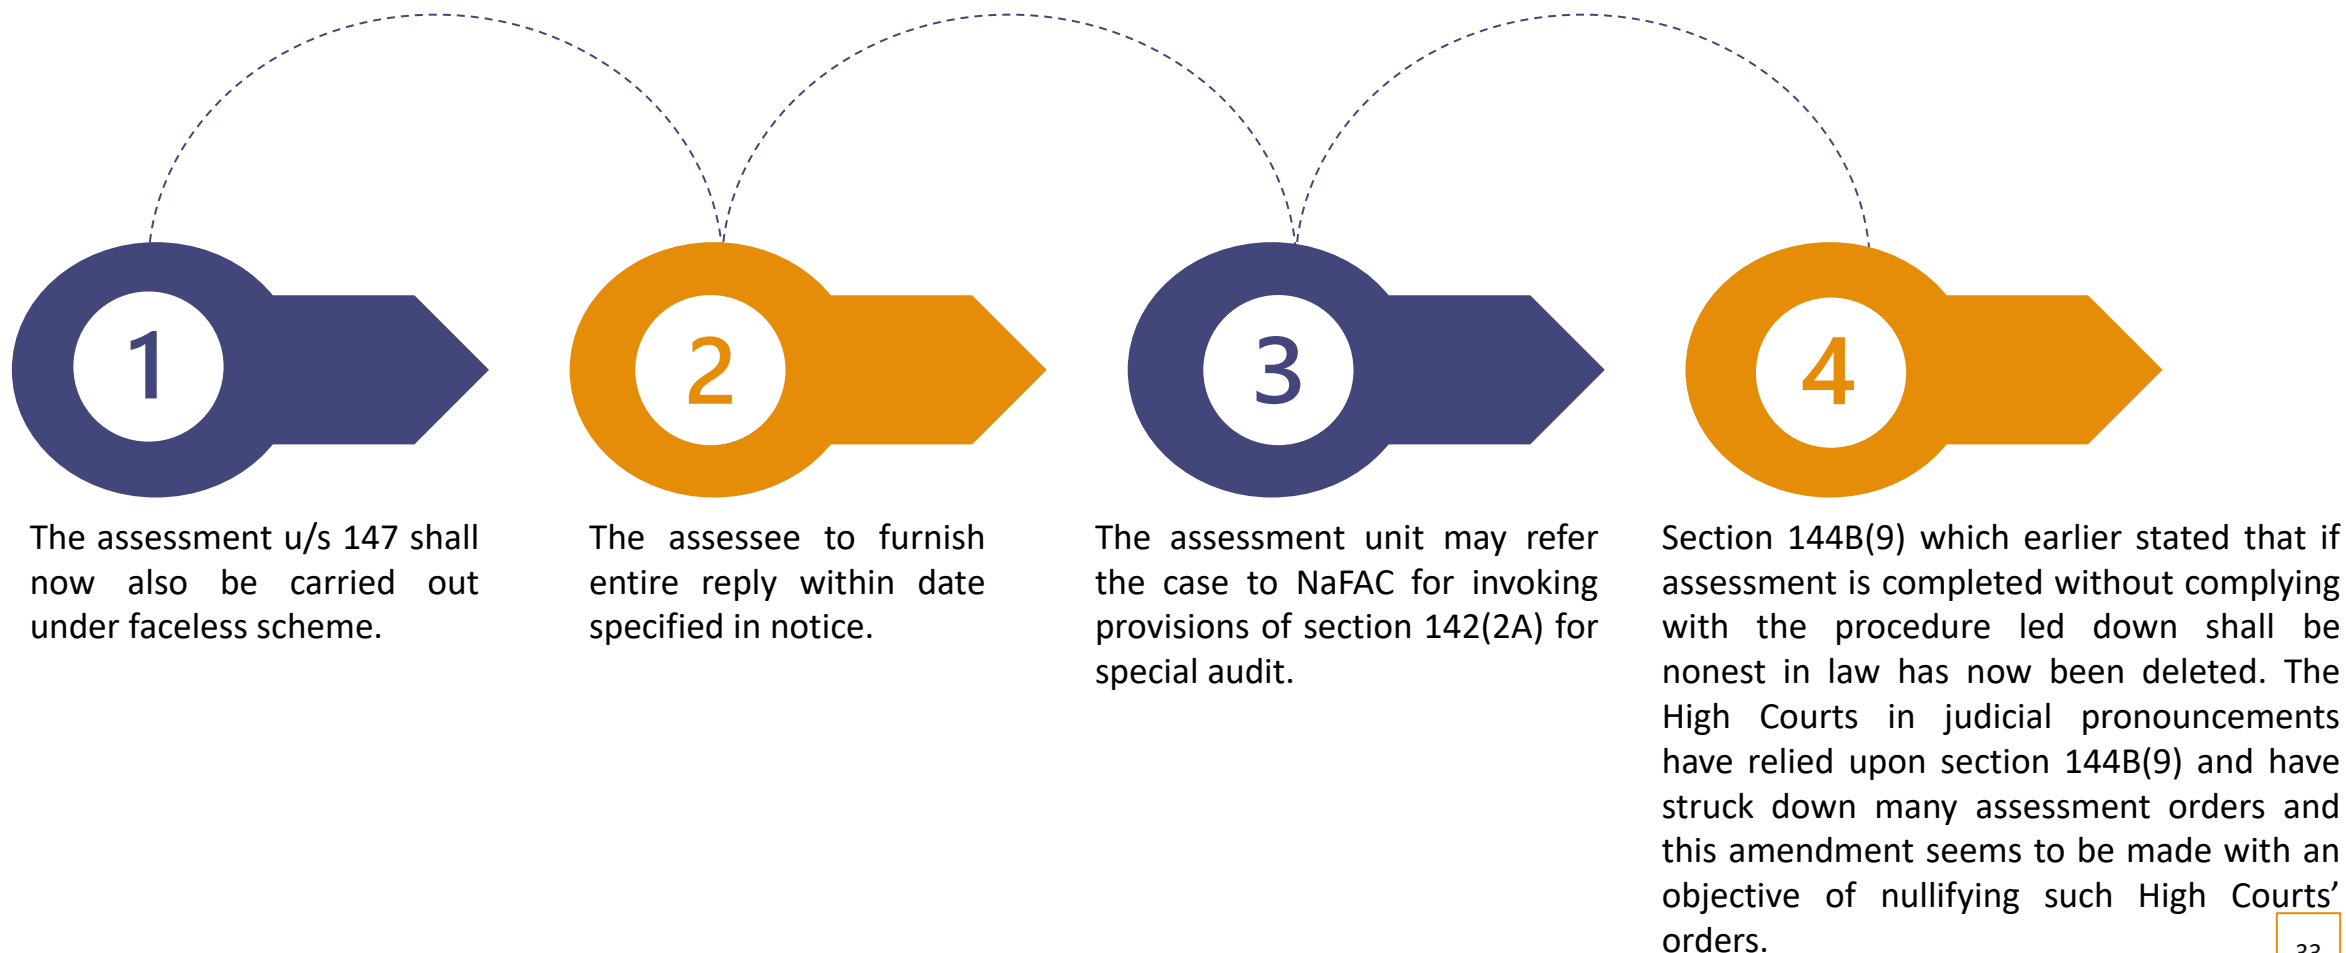 1
The assessment u/s 147 shall
now also be carried out
under faceless scheme.
2
The assessee to furnish
entire reply within date
specified in notice.
3
The assessment unit may refer
the case to NaFAC for invoking
provisions of section 142(2A) for
special audit.
4
Section 144B(9) which earlier stated that if
assessment is completed without complying
with the procedure led down shall be
nonest in law has now been deleted. The
High Courts in judicial pronouncements
have relied upon section 144B(9) and have
struck down many assessment orders and
this amendment seems to be made with an
objective of nullifying such High Courts’
orders.
33